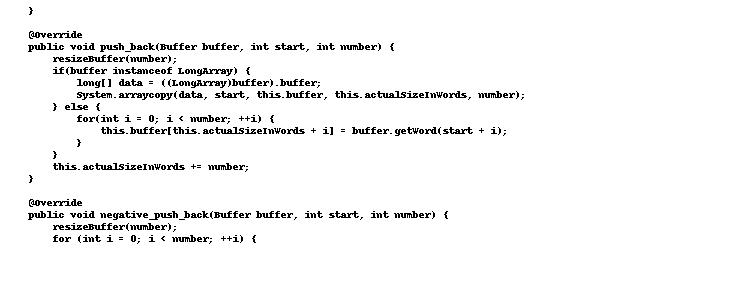 }
@Override
public void push_back(Buffer buffer, int start, int number) {
resizeBuffer(number);
if(buffer instanceof LongArray) {
long[] data = ((LongArray)buffer).buffer;
System.arraycopy(data, start, this.buffer, this.actualSizeInWords, number);
} else {
for(int i = 0; i < number; ++i) {
this.buffer[this.actualSizeInWords + i] = buffer.getWord(start + i);
}
}
this.actualSizeInWords += number;
}
@Override
public void negative_push_back(Buffer buffer, int start, int number) {
resizeBuffer(number);
for (int i = 0; i < number; ++i) {